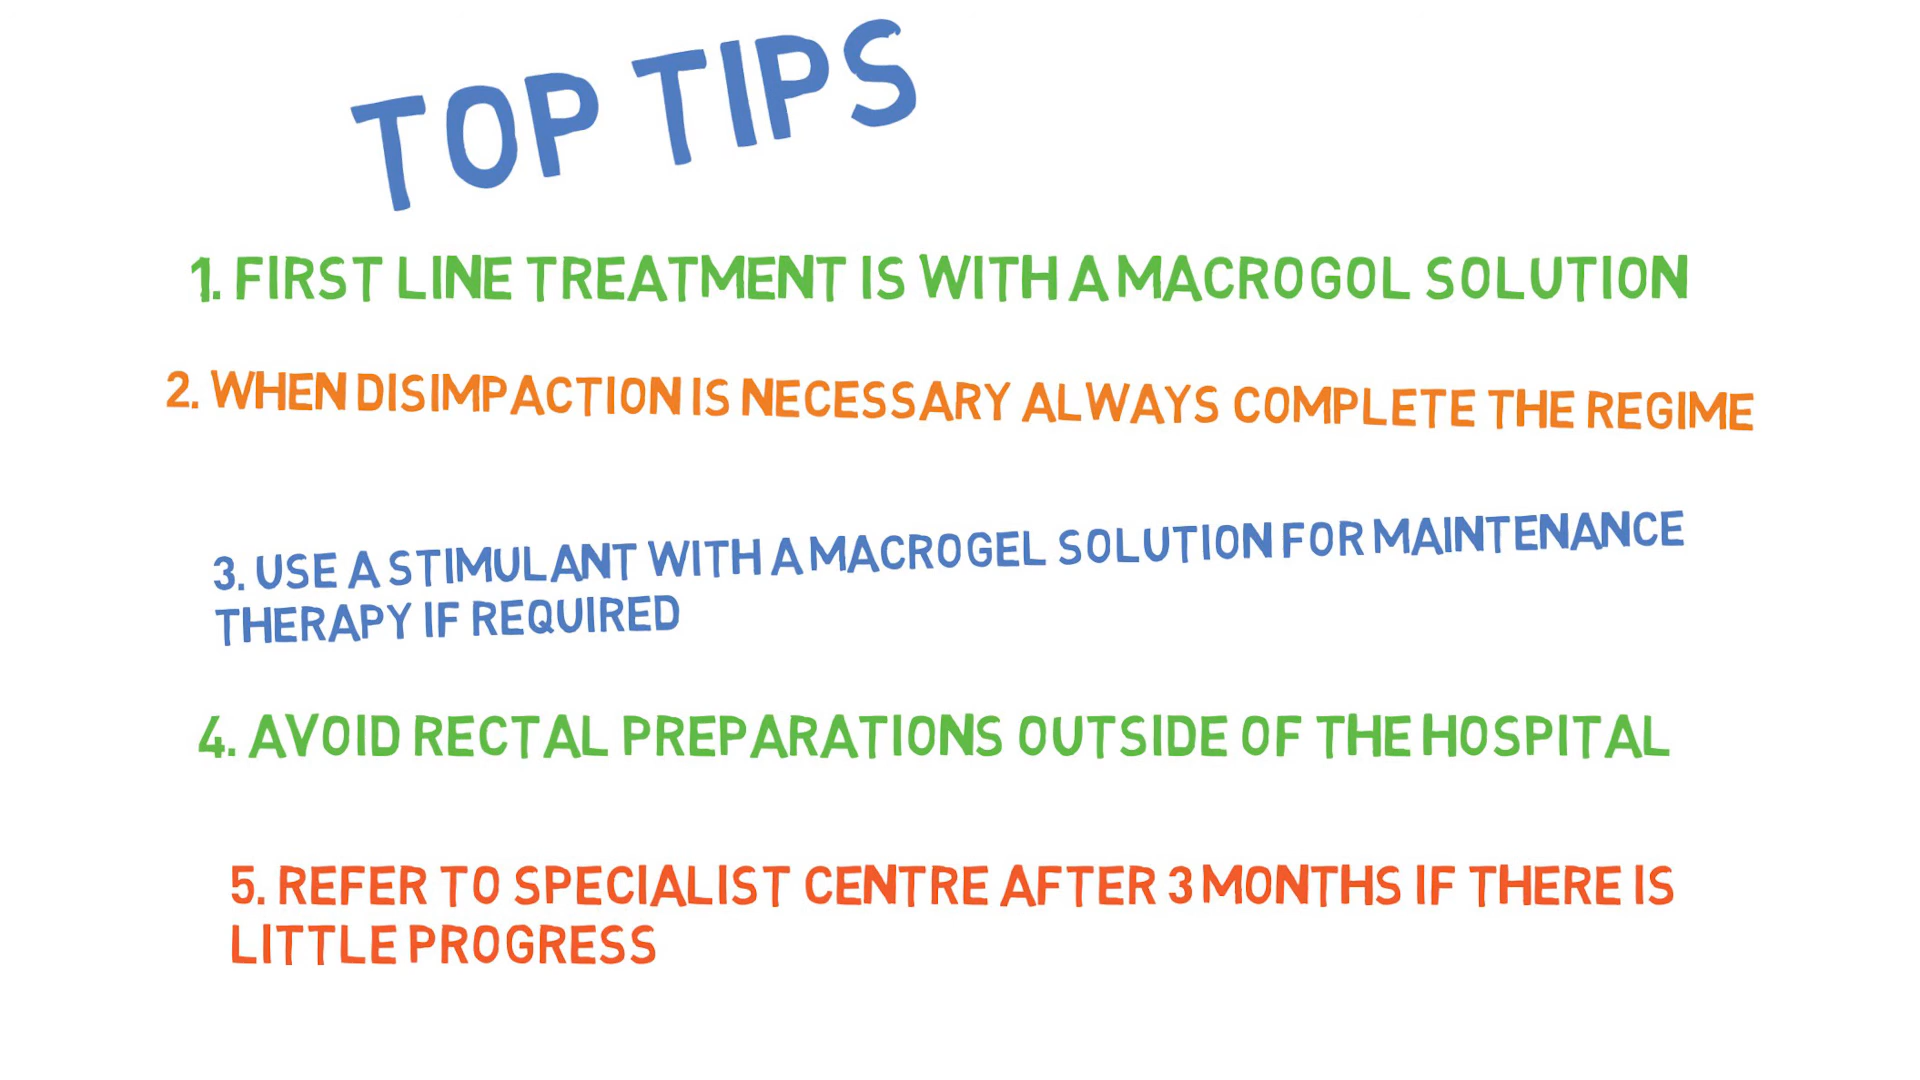 TOP TIPS
1. FIRST LINE TREATMENT IS WITH A MACROGOL SOLUTION
2. WHEN DISIMPACTION IS NECESSARY ALWAYS COMPLETE THE REGIME
3. USE A STIMULANT WITH A MACROGEL SOLUTION FOR MAINTENANCE
THERAPY IF REQUIRED
4. AVOID RECTAL PREPARATIONS OUTSIDE OF THE HOSPITAL
5. REFER TO SPECIALIST CENTRE AFTER 3 MONTHS IF THERE IS
LITTLE PROGRESS